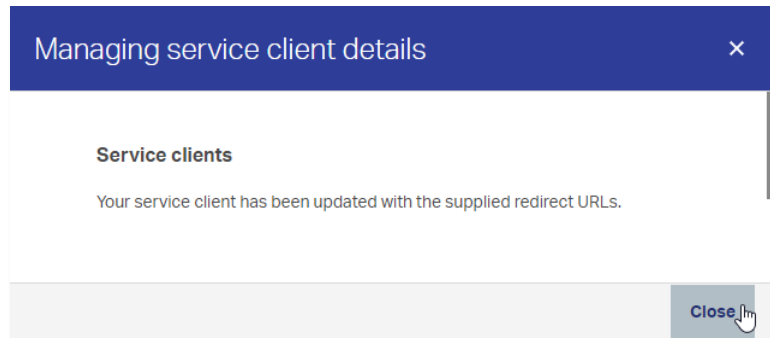 Managing service client details
Service clients
Your service client has been updated with the supplied redirect URLs.
Close